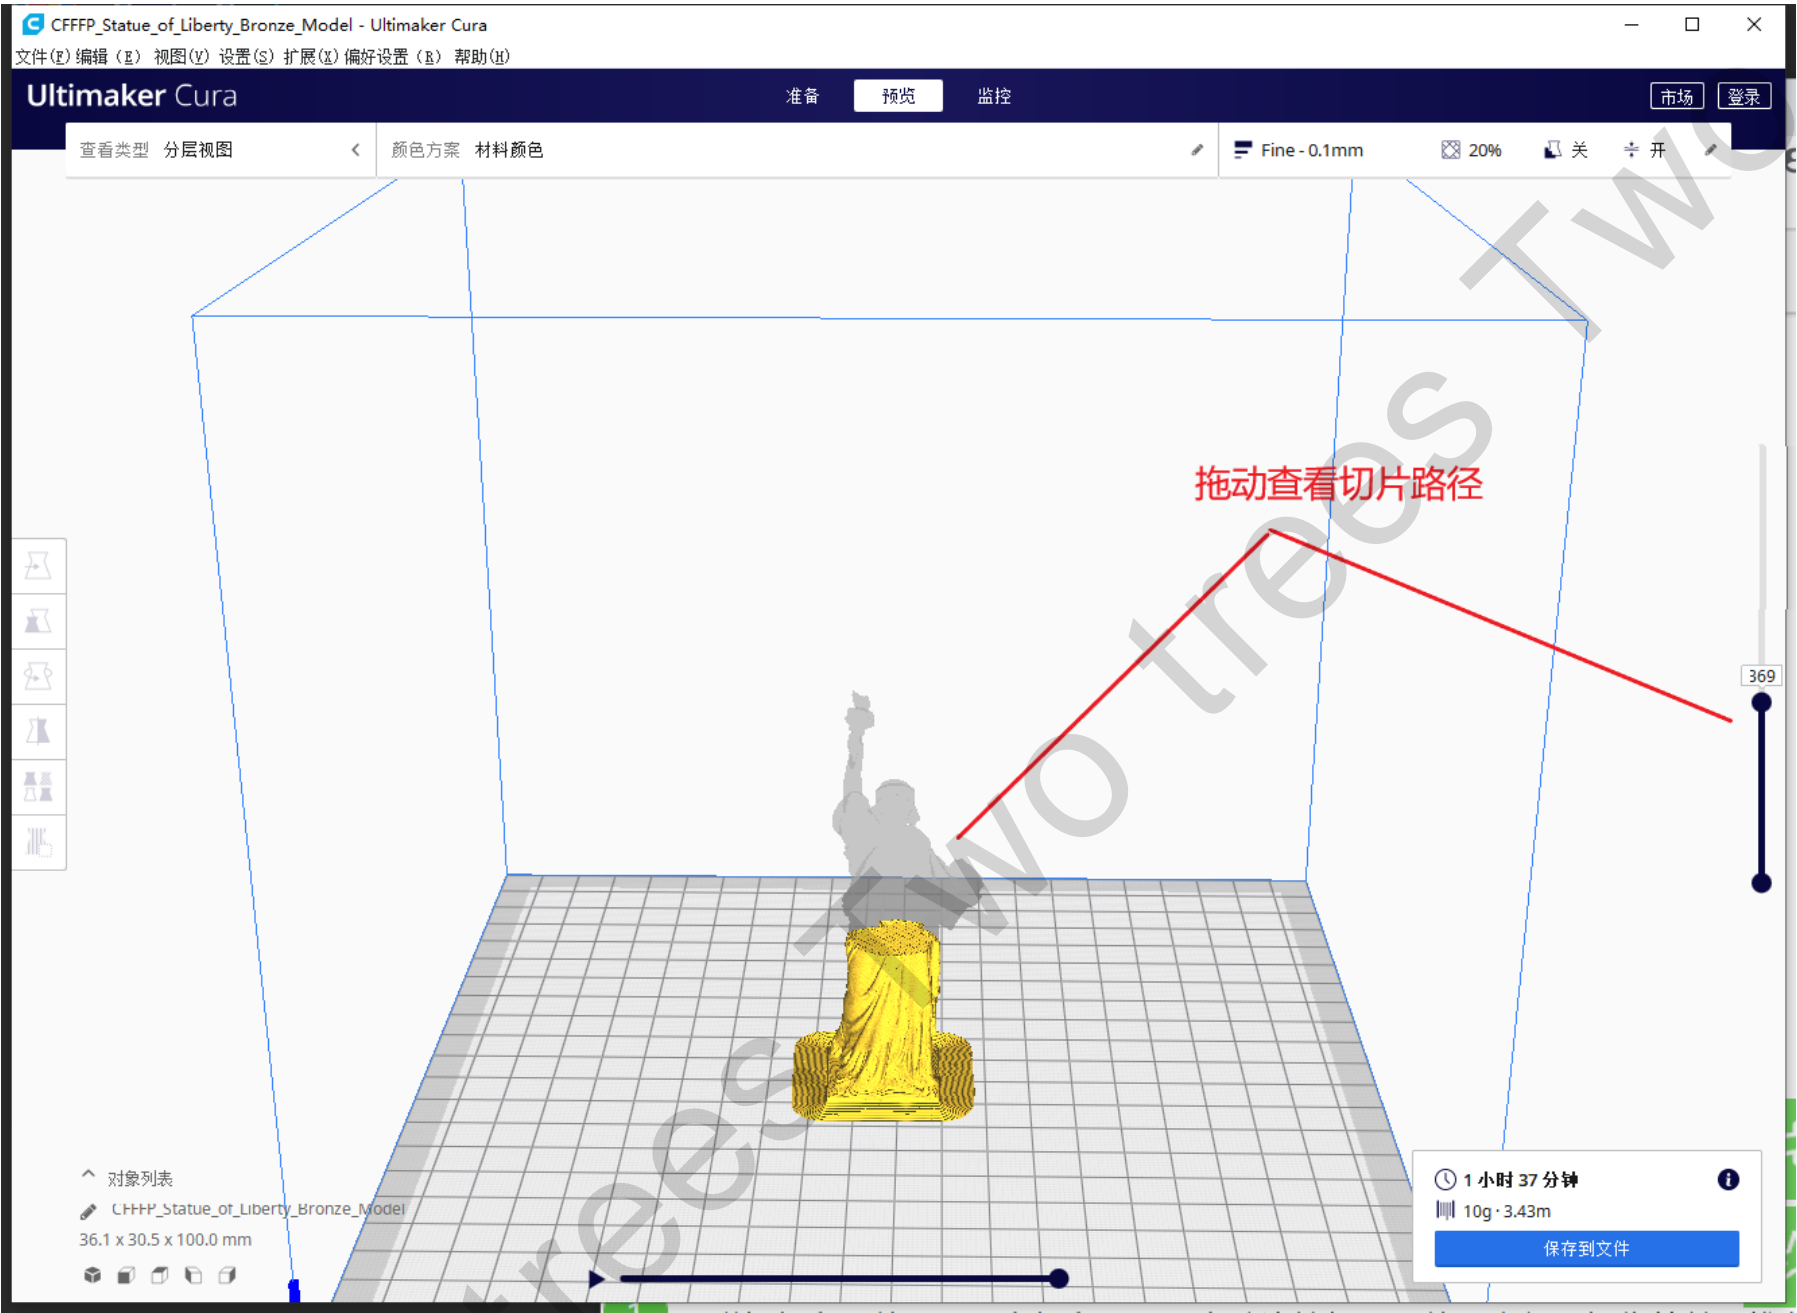 CFFFP_Statue_of_Liberty_Bronze_Model - Ultimaker Cura
文件(F) 编辑 (E) 视图(V) 设置(S) 扩展(X) 偏好设置 (R) 帮助(H)
Ultimaker Cura 准备 预览 监控 市场 登录
查看类型 分层视图 颜色方案 材料颜色 Fine - 0.1mm 20% 关 开
拖动查看切片路径
369
Two trees Two trees Two
对象列表
CFFFP_Statue_of_Liberty_Bronze_Model
36.1 x 30.5 x 100.0 mm
1 小时 37 分钟
10g · 3.43m
保存到文件
1